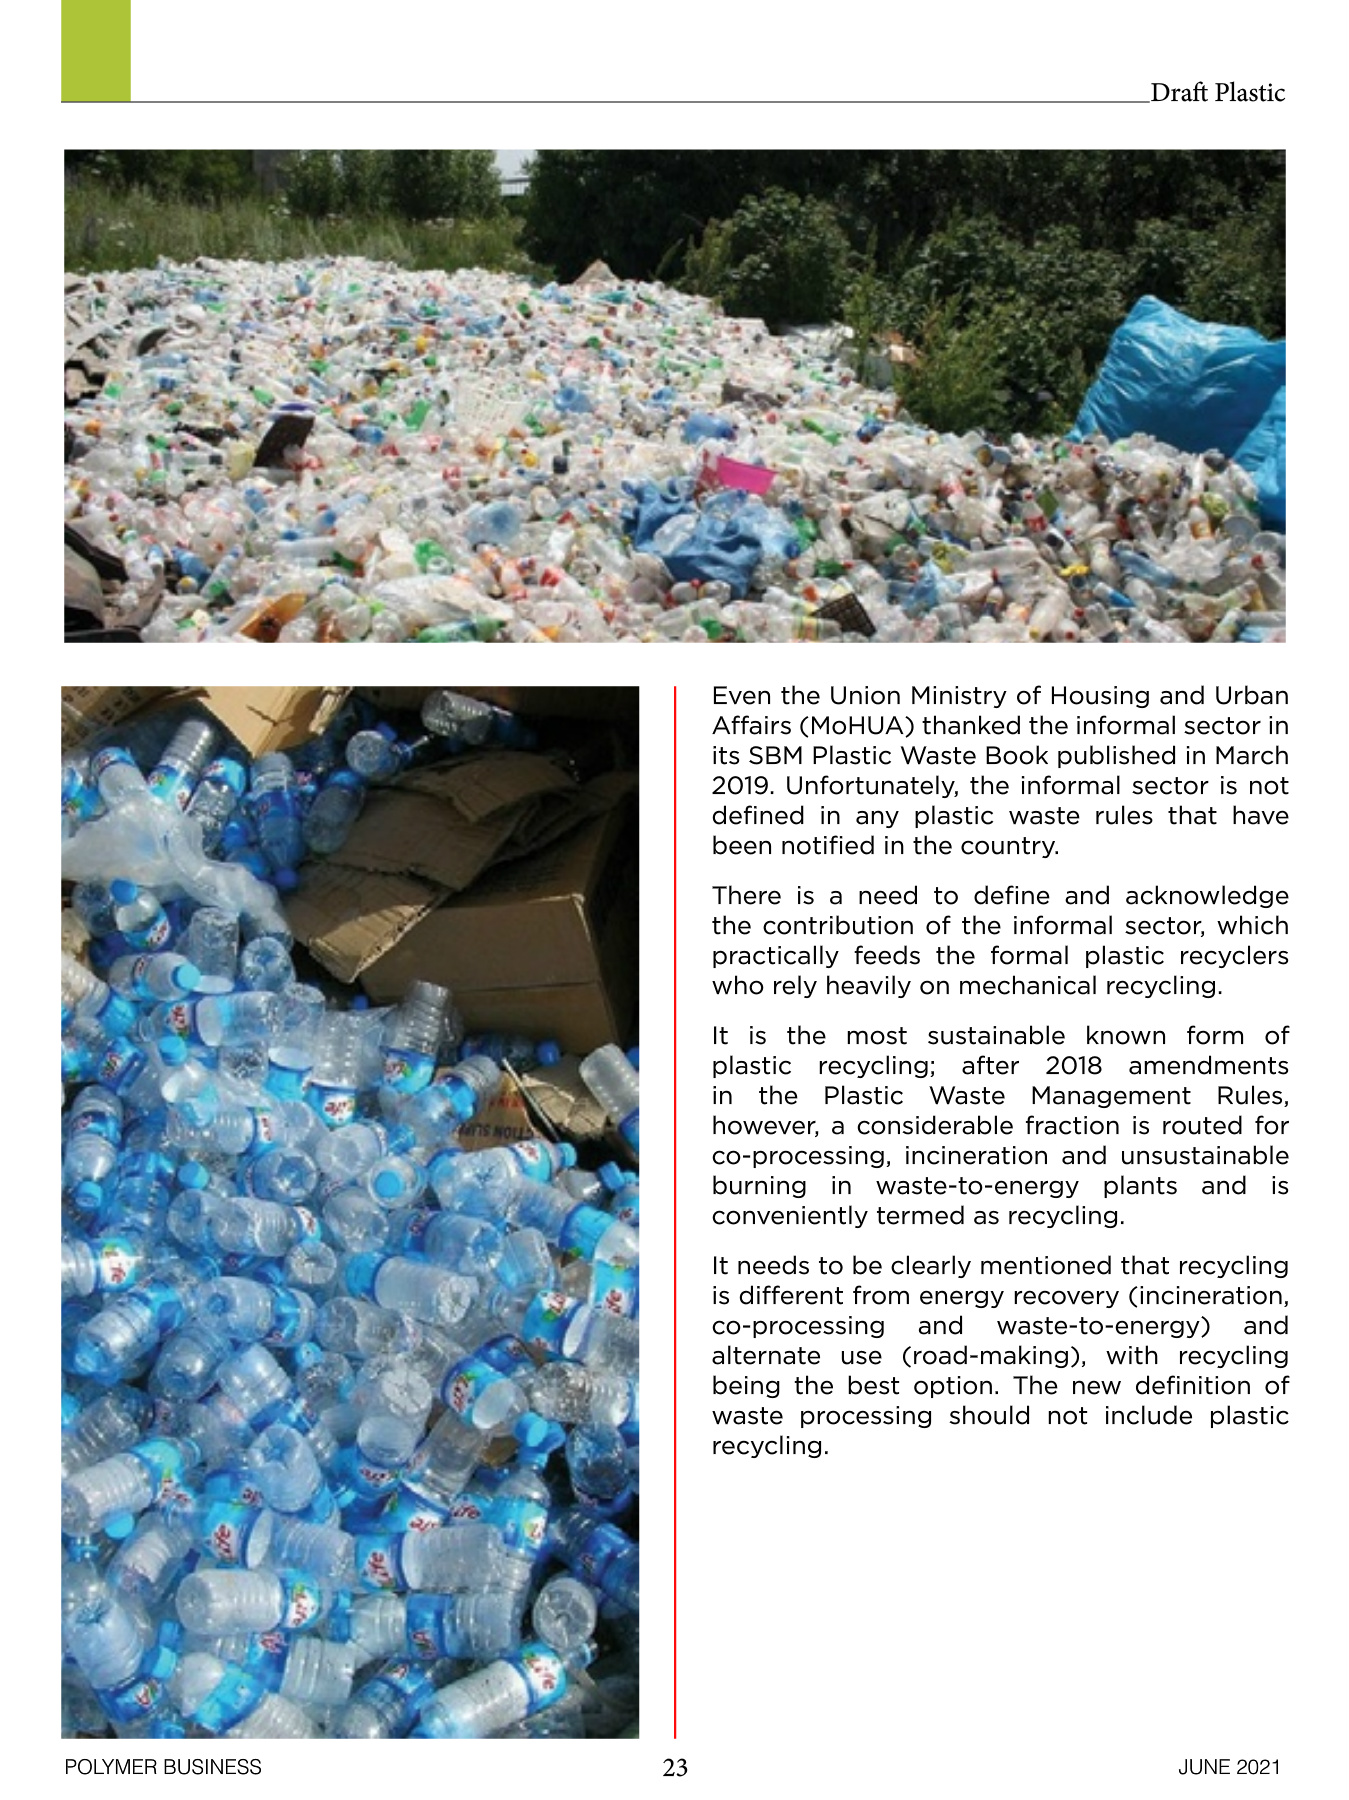 Draft Plastic
Even the Union Ministry of Housing and Urban
Affairs (MoHUA) thanked the informal sector in
its SBM Plastic Waste Book published in March
2019. Unfortunately, the informal sector is not
defined in any plastic waste rules that have
been notified in the country.
There is a need to define and acknowledge
the contribution of the informal sector, which
practically feeds the formal plastic recyclers
who rely heavily on mechanical recycling.
It is the most sustainable known form of
plastic recycling; after 2018 amendments
in the Plastic Waste Management Rules,
however, a considerable fraction is routed for
co-processing, incineration and unsustainable
burning in waste-to-energy plants and is
conveniently termed as recycling.
It needs to be clearly mentioned that recycling
is different from energy recovery (incineration,
co-processing and waste-to-energy) and
alternate use (road-making), with recycling
being the best option. The new definition of
waste processing should not include plastic
recycling.
Life
Life
Life
Life
POLYMER BUSINESS
23
JUNE 2021